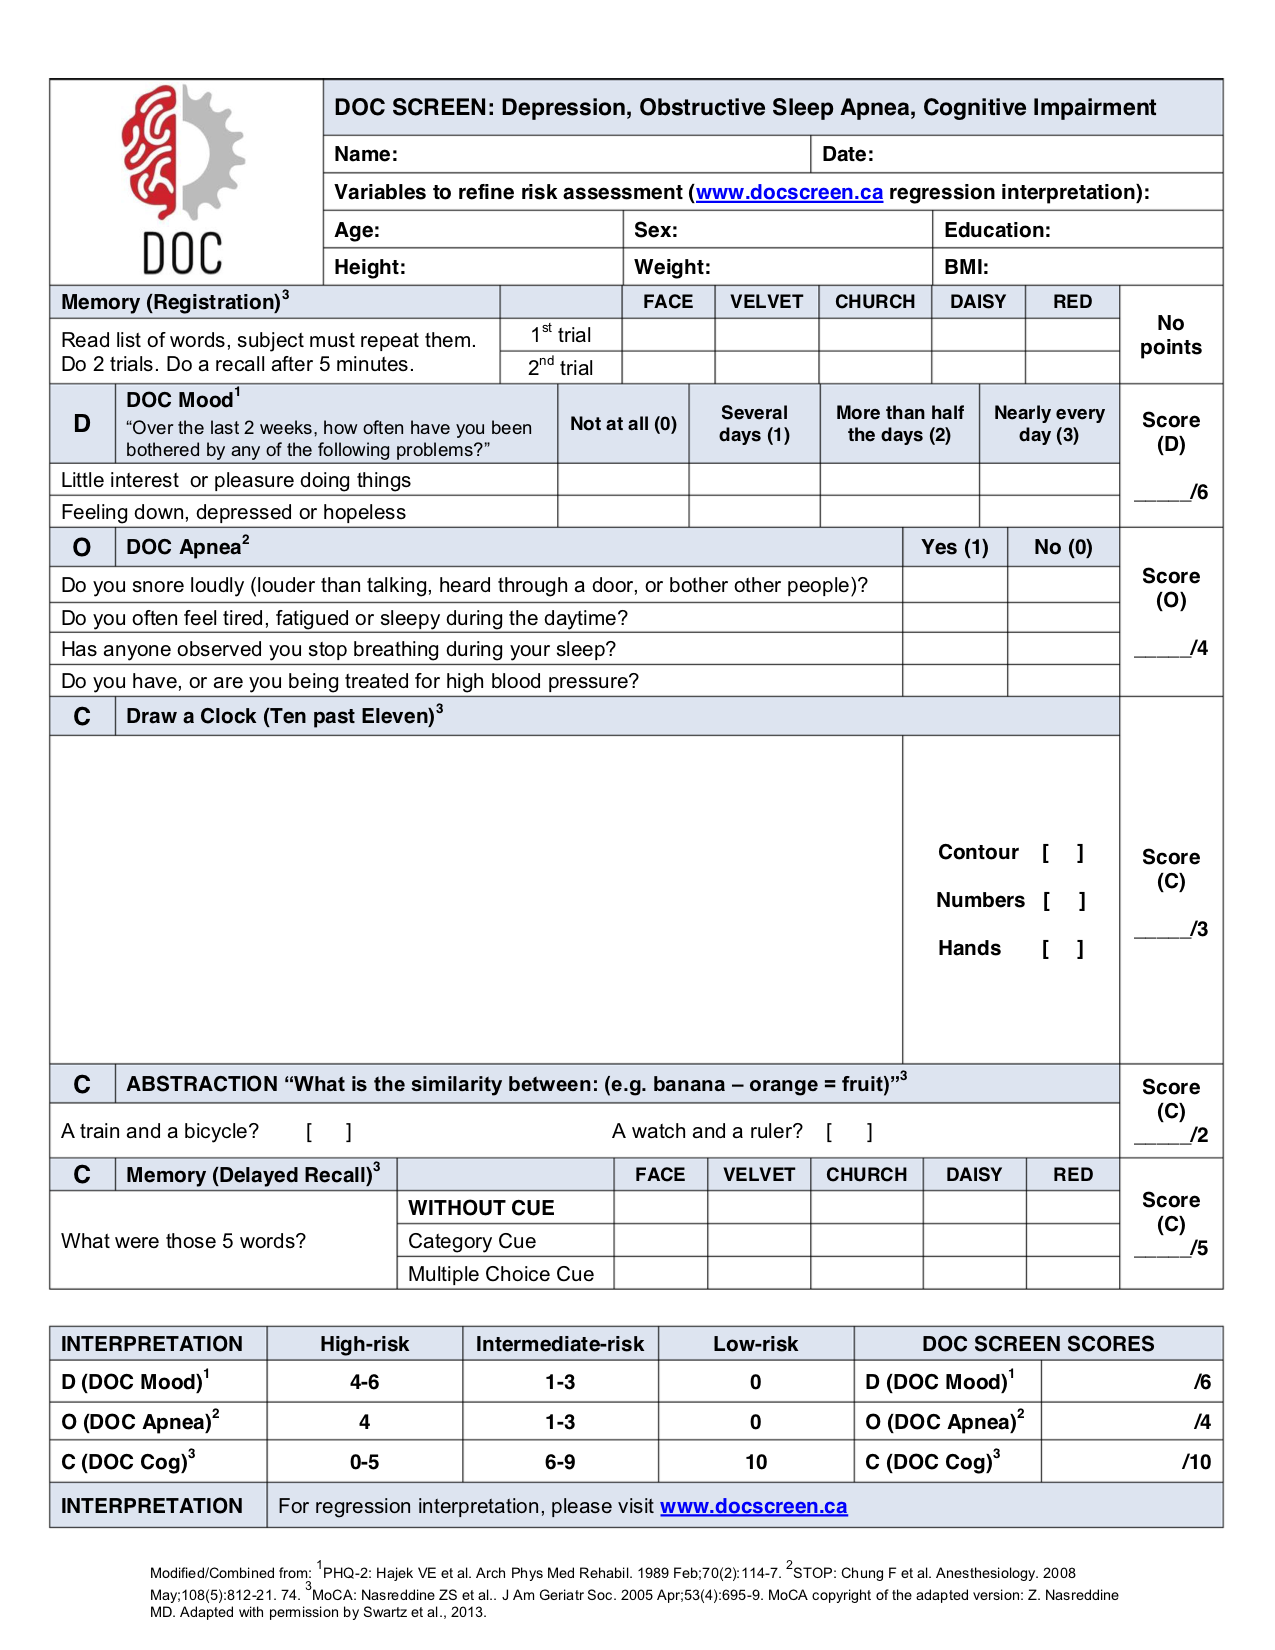 DOC
DOC SCREEN: Depression, Obstructive Sleep Apnea, Cognitive Impairment
Name: Date:
Variables to refine risk assessment (www.docscreen.ca regression interpretation):
Age: Sex: Education:
Height: Weight: BMI:
Memory (Registration)3 FACE VELVET CHURCH DAISY RED
No points
Read list of words, subject must repeat them.
Do 2 trials. Do a recall after 5 minutes.
1st trial
2nd trial
D
DOC Mood1
“Over the last 2 weeks, how often have you been
bothered by any of the following problems?”
Not at all (0)
Several
days (1)
More than half
the days (2)
Nearly every
day (3)
Score
(D)
_____/6
Little interest or pleasure doing things
Feeling down, depressed or hopeless
O DOC Apnea2 Yes (1) No (0)
Score
(O)
_____/4
Do you snore loudly (louder than talking, heard through a door, or bother other people)?
Do you often feel tired, fatigued or sleepy during the daytime?
Has anyone observed you stop breathing during your sleep?
Do you have, or are you being treated for high blood pressure?
C Draw a Clock (Ten past Eleven)3
Contour [ ]
Numbers [ ]
Hands [ ]
Score
(C)
_____/3
C ABSTRACTION “What is the similarity between: (e.g. banana – orange = fruit)”3
A train and a bicycle? [ ] A watch and a ruler? [ ]
Score
(C)
_____/2
C Memory (Delayed Recall)3 FACE VELVET CHURCH DAISY RED
What were those 5 words?
WITHOUT CUE
Category Cue
Multiple Choice Cue
Score
(C)
_____/5
INTERPRETATION High-risk Intermediate-risk Low-risk DOC SCREEN SCORES
D (DOC Mood)1 4-6 1-3 0 D (DOC Mood)1 /6
O (DOC Apnea)2 4 1-3 0 O (DOC Apnea)2 /4
C (DOC Cog)3 0-5 6-9 10 C (DOC Cog)3 /10
INTERPRETATION For regression interpretation, please visit www.docscreen.ca
Modified/Combined from: 1PHQ-2: Hajek VE et al. Arch Phys Med Rehabil. 1989 Feb;70(2):114-7. 2STOP: Chung F et al. Anesthesiology. 2008
May;108(5):812-21. 74. 3MoCA: Nasreddine ZS et al.. J Am Geriatr Soc. 2005 Apr;53(4):695-9. MoCA copyright of the adapted version: Z. Nasreddine
MD. Adapted with permission by Swartz et al., 2013.